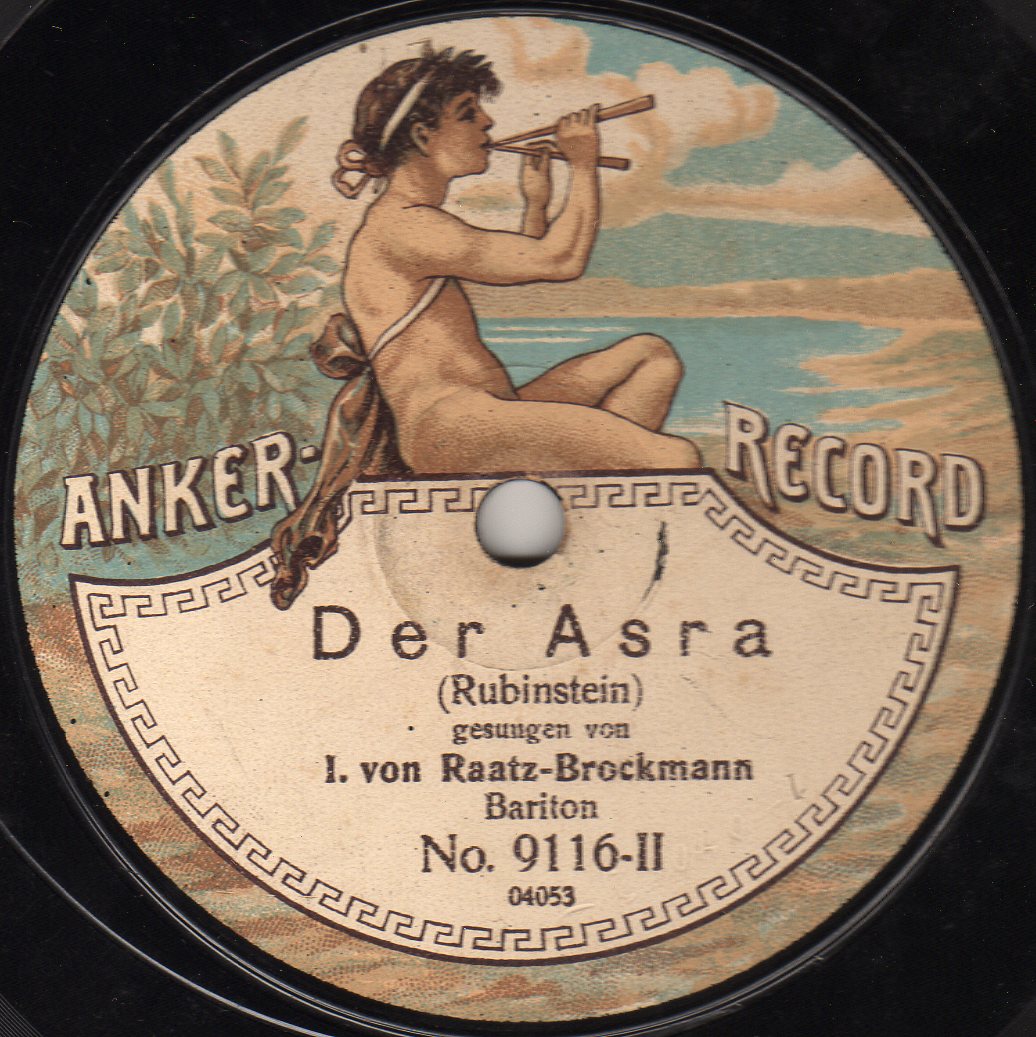 ANKER-RECORD
Der Asra
(Rubinstein)
gesungen von
I. von Raatz-Brockmann
Bariton
No. 9116-II
04053